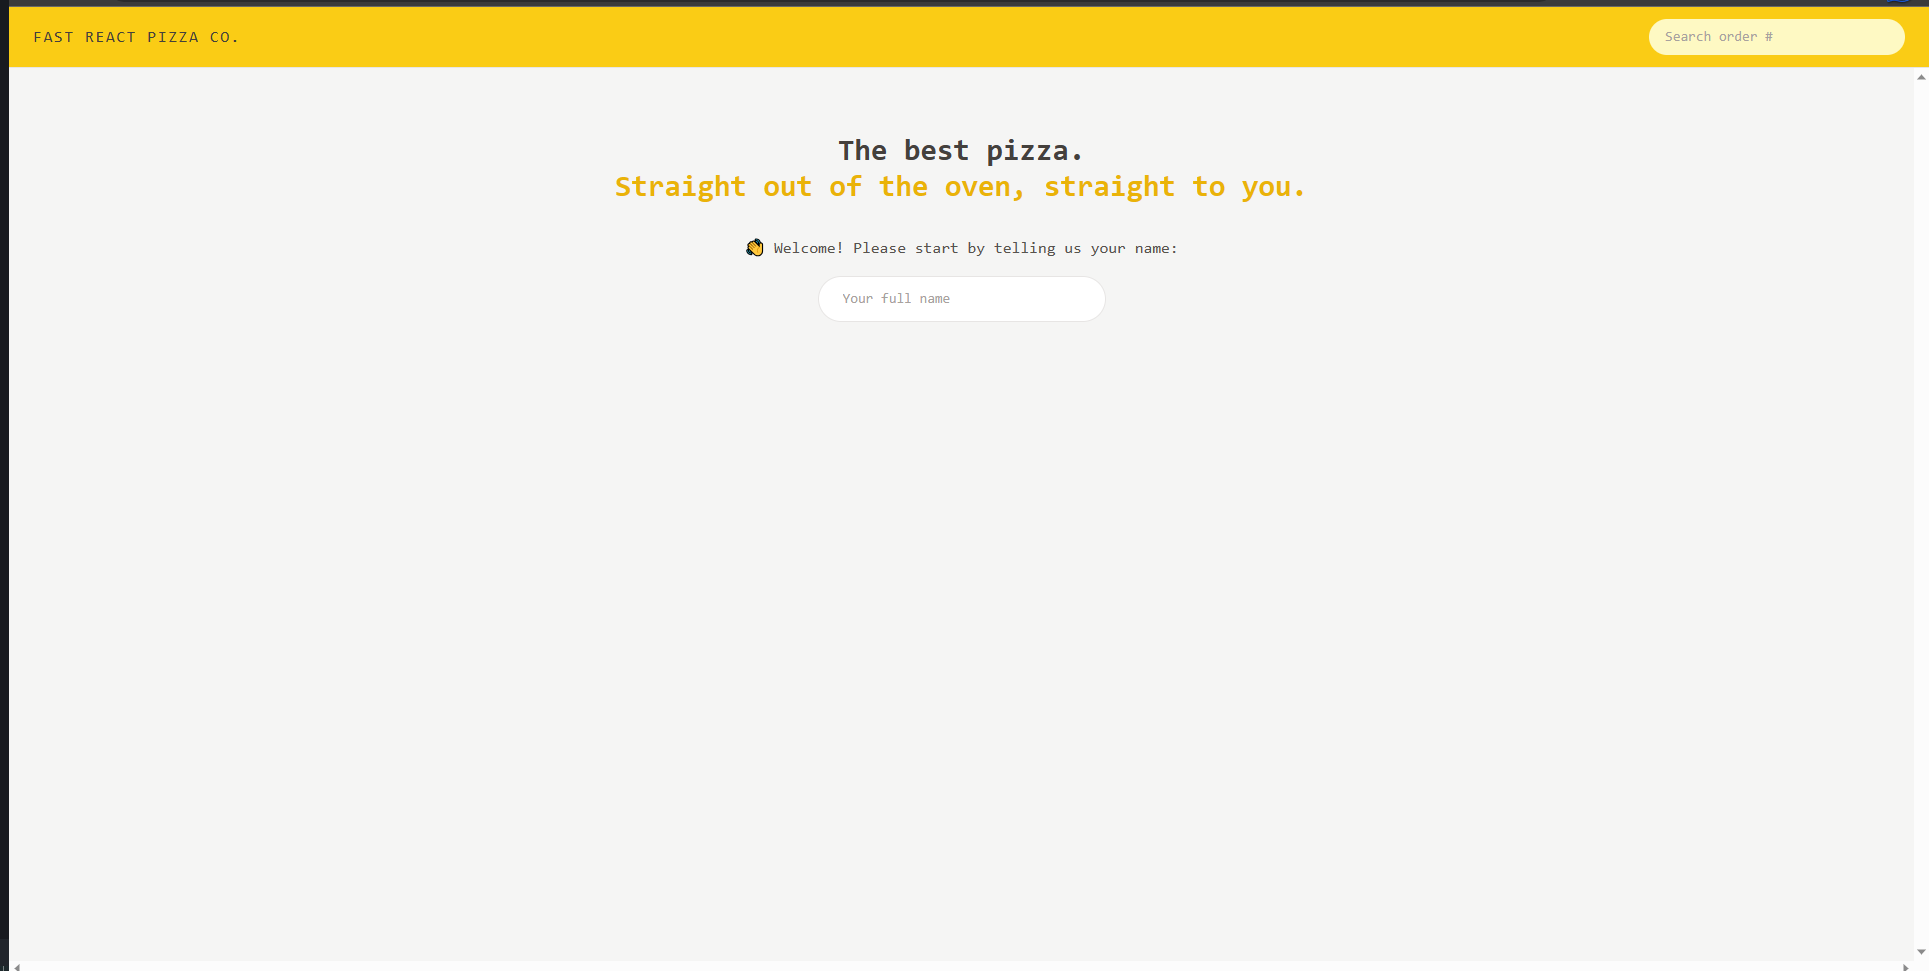 FAST REACT PIZZA CO.
Search order #
The best pizza.
Straight out of the oven, straight to you.
👋 Welcome! Please start by telling us your name:
Your full name